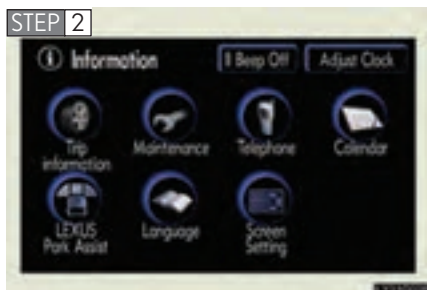 STEP 2
Information
Beep Off
Adjust Clock
Trip
information
Maintenance
Telephone
Calendar
LEXUS
Park Assist
Language
Screen
Setting